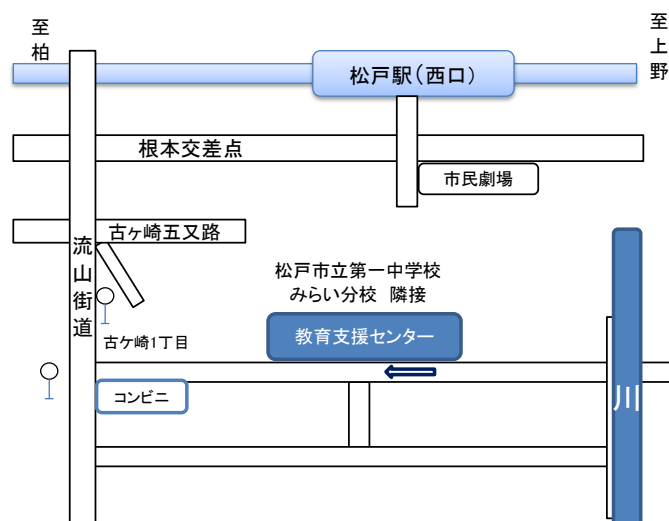 至柏
至上野
松戸駅（西口）
根本交差点
市民劇場
古ヶ崎五又路
流山街道
松戸市立第一中学校
みらい分校 隣接
教育支援センター
古ケ崎1丁目
コンビニ
川